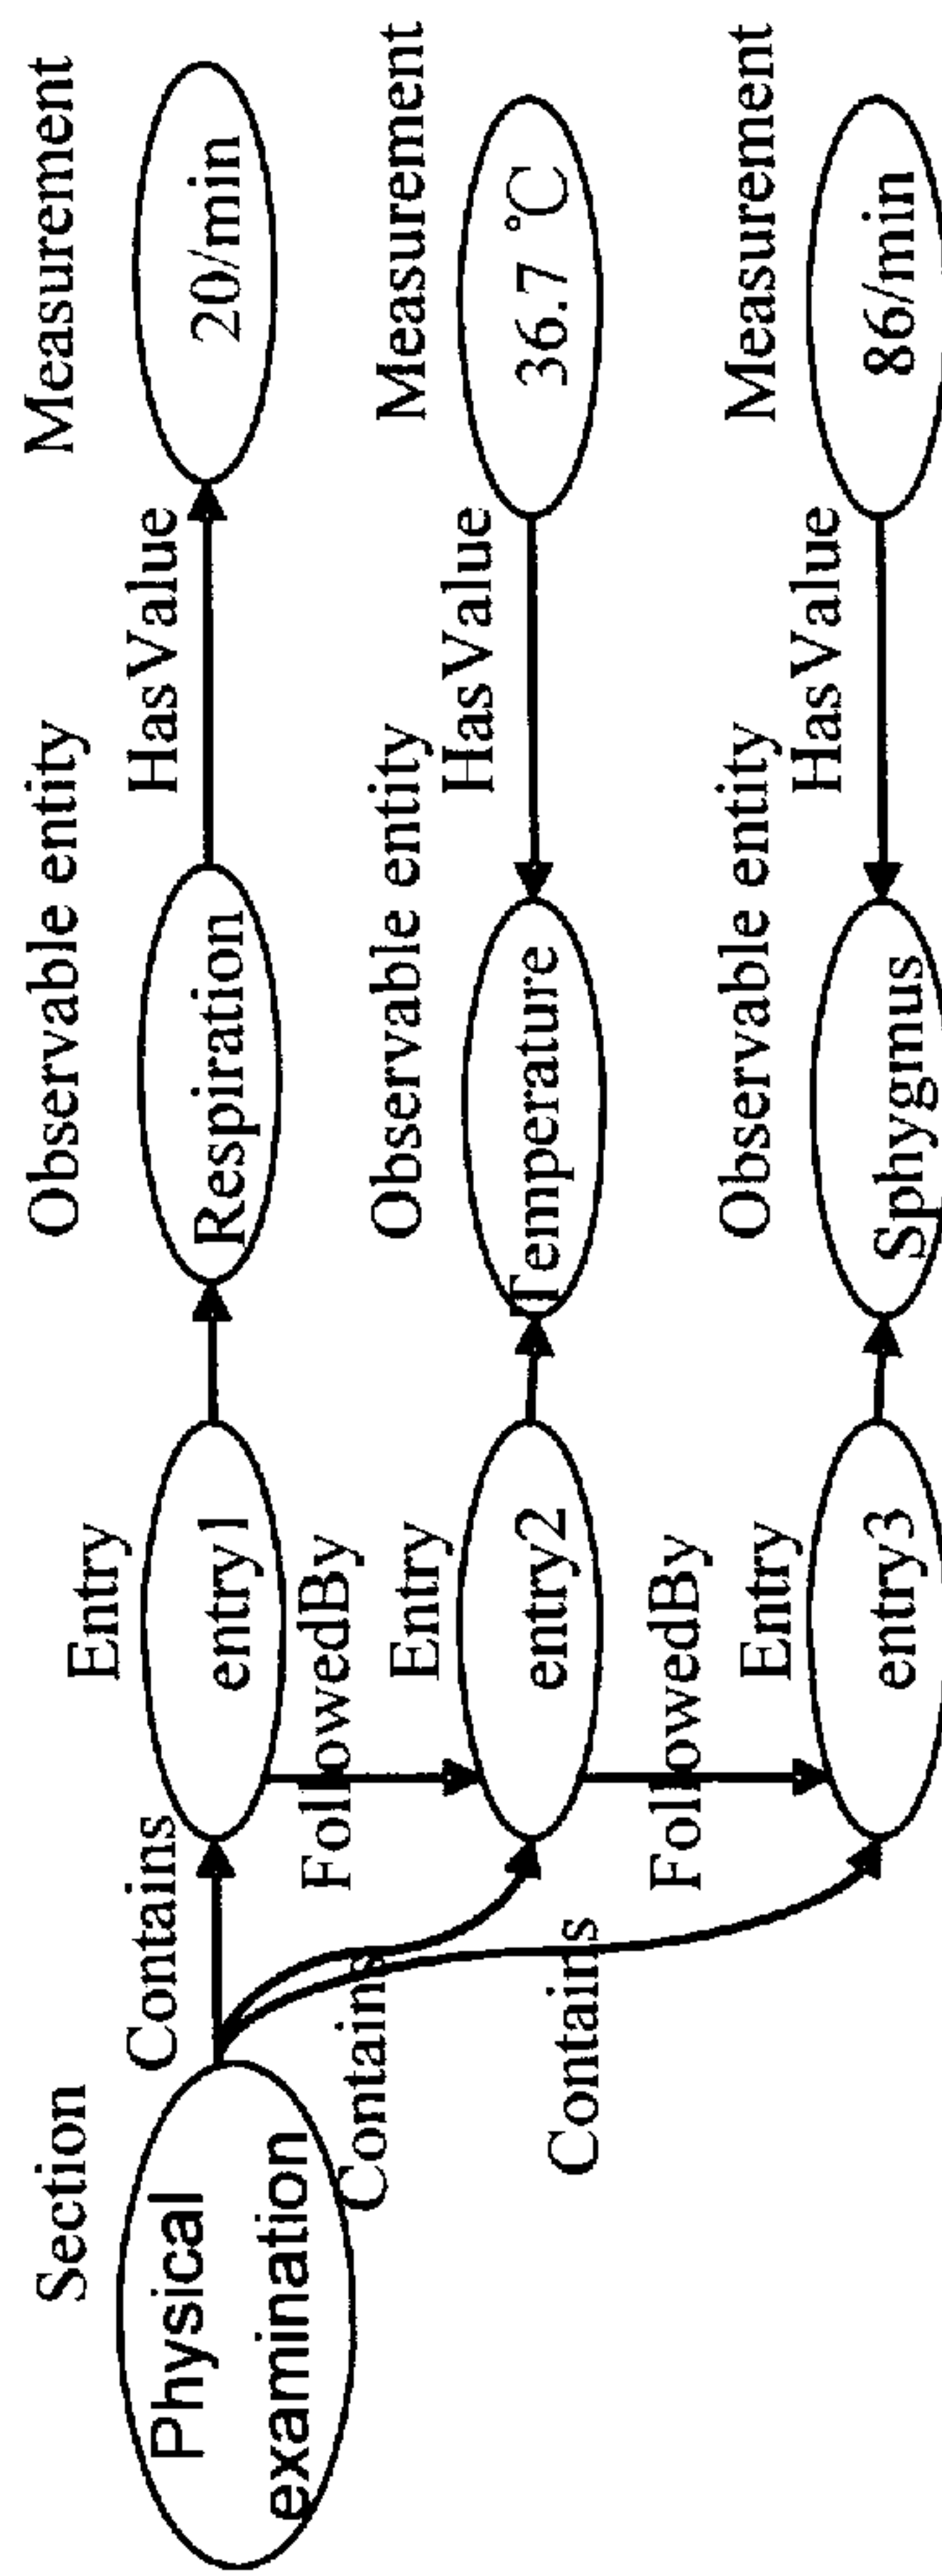 Section
Physical
examination
Contains
Contains
Contains
Entry
entry1
FollowedBy
Entry
entry2
FollowedBy
Entry
entry3
Observable entity
Respiration
HasValue
Measurement
20/min
Observable entity
Temperature
HasValue
Measurement
36.7 °C
Observable entity
Sphygmus
HasValue
Measurement
86/min